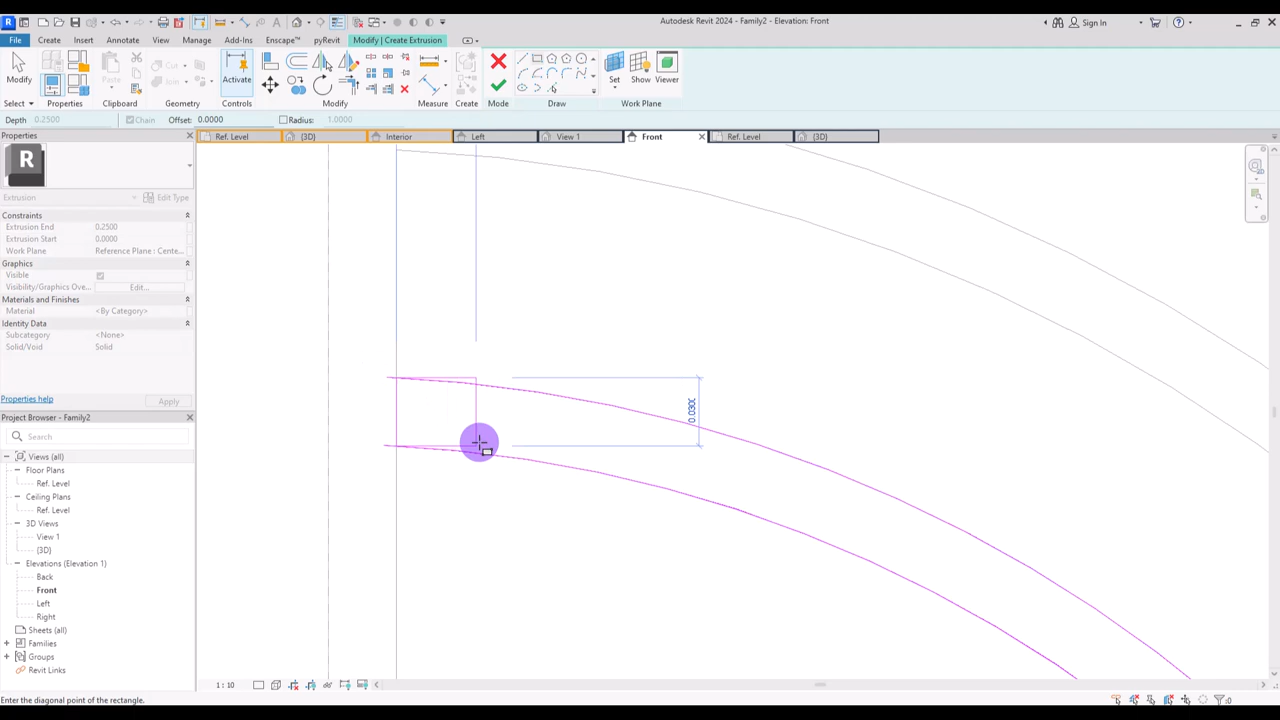 Autodesk Revit 2024 - Family2 - Elevation: Front
Sign In
File Create Insert Annotate View Manage Add-Ins Enscape™ pyRevit Modify | Create Extrusion
Modify
Paste
Cut
Join
Activate
Set Show Viewer
Select Properties Clipboard Geometry Controls Modify Measure Create Mode Draw Work Plane
Depth 0.2500 Chain Offset: 0.0000 Radius: 1.0000
Properties
Ref. Level {3D} Interior Left View 1 Front Ref. Level {3D}
R
Extrusion Edit Type
Constraints
Extrusion End 0.2500
Extrusion Start 0.0000
Work Plane Reference Plane : Cente...
Graphics
Visible
Visibility/Graphics Ove... Edit...
Materials and Finishes
Material <By Category>
Identity Data
Subcategory <None>
Solid/Void Solid
Properties help Apply
Project Browser - Family2
Search
Views (all)
Floor Plans
Ref. Level
Ceiling Plans
Ref. Level
3D Views
View 1
{3D}
Elevations (Elevation 1)
Back
Front
Left
Right
Sheets (all)
Families
Groups
Revit Links
0.0300
1 : 10
Enter the diagonal point of the rectangle.
:0